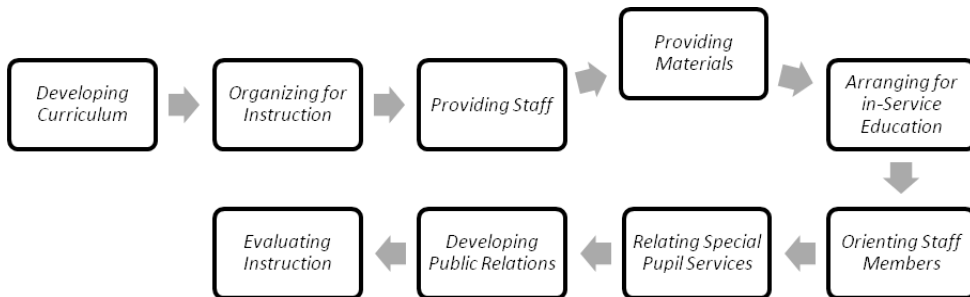 Developing
Curriculum
Organizing for
Instruction
Providing Staff
Providing
Materials
Arranging for
in-Service
Education
Orienting Staff
Members
Relating Special
Pupil Services
Developing
Public Relations
Evaluating
Instruction